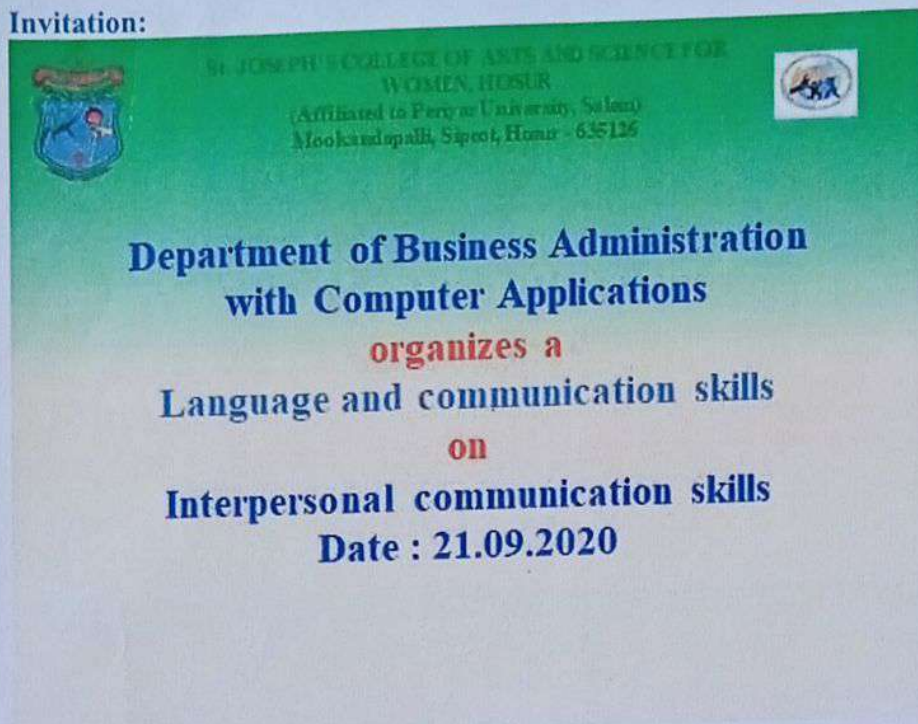 Invitation:
St. JOSEPH'S COLLEGE OF ARTS AND SCIENCE FOR
WOMEN, HOSUR
(Affiliated to Periyar University, Salem)
Mookandapalli, Sipcot, Hosur - 635126
Department of Business Administration
with Computer Applications
organizes a
Language and communication skills
on
Interpersonal communication skills
Date : 21.09.2020